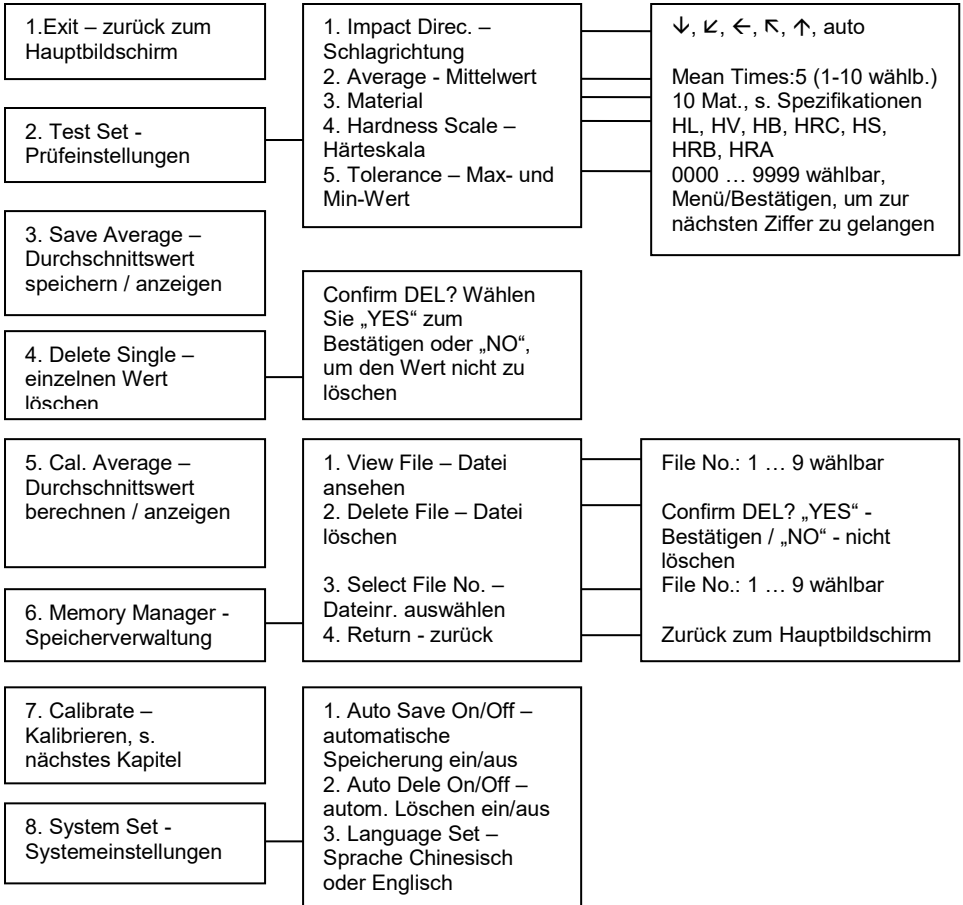 1.Exit – zurück zum
Hauptbildschirm
2. Test Set -
Prüfeinstellungen
1. Impact Direc. –
Schlagrichtung
2. Average - Mittelwert
3. Material
4. Hardness Scale –
Härteskala
5. Tolerance – Max- und
Min-Wert
↓, ↙, ←, ↖, ↑, auto
Mean Times:5 (1-10 wählb.)
10 Mat., s. Spezifikationen
HL, HV, HB, HRC, HS,
HRB, HRA
0000 … 9999 wählbar,
Menü/Bestätigen, um zur
nächsten Ziffer zu gelangen
3. Save Average –
Durchschnittswert
speichern / anzeigen
4. Delete Single –
einzelnen Wert
löschen
Confirm DEL? Wählen
Sie „YES“ zum
Bestätigen oder „NO“,
um den Wert nicht zu
löschen
5. Cal. Average –
Durchschnittswert
berechnen / anzeigen
6. Memory Manager -
Speicherverwaltung
1. View File – Datei
ansehen
2. Delete File – Datei
löschen
3. Select File No. –
Dateinr. auswählen
4. Return - zurück
File No.: 1 … 9 wählbar
Confirm DEL? „YES“ -
Bestätigen / „NO“ - nicht
löschen
File No.: 1 … 9 wählbar
Zurück zum Hauptbildschirm
7. Calibrate –
Kalibrieren, s.
nächstes Kapitel
8. System Set -
Systemeinstellungen
1. Auto Save On/Off –
automatische
Speicherung ein/aus
2. Auto Dele On/Off –
autom. Löschen ein/aus
3. Language Set –
Sprache Chinesisch
oder Englisch